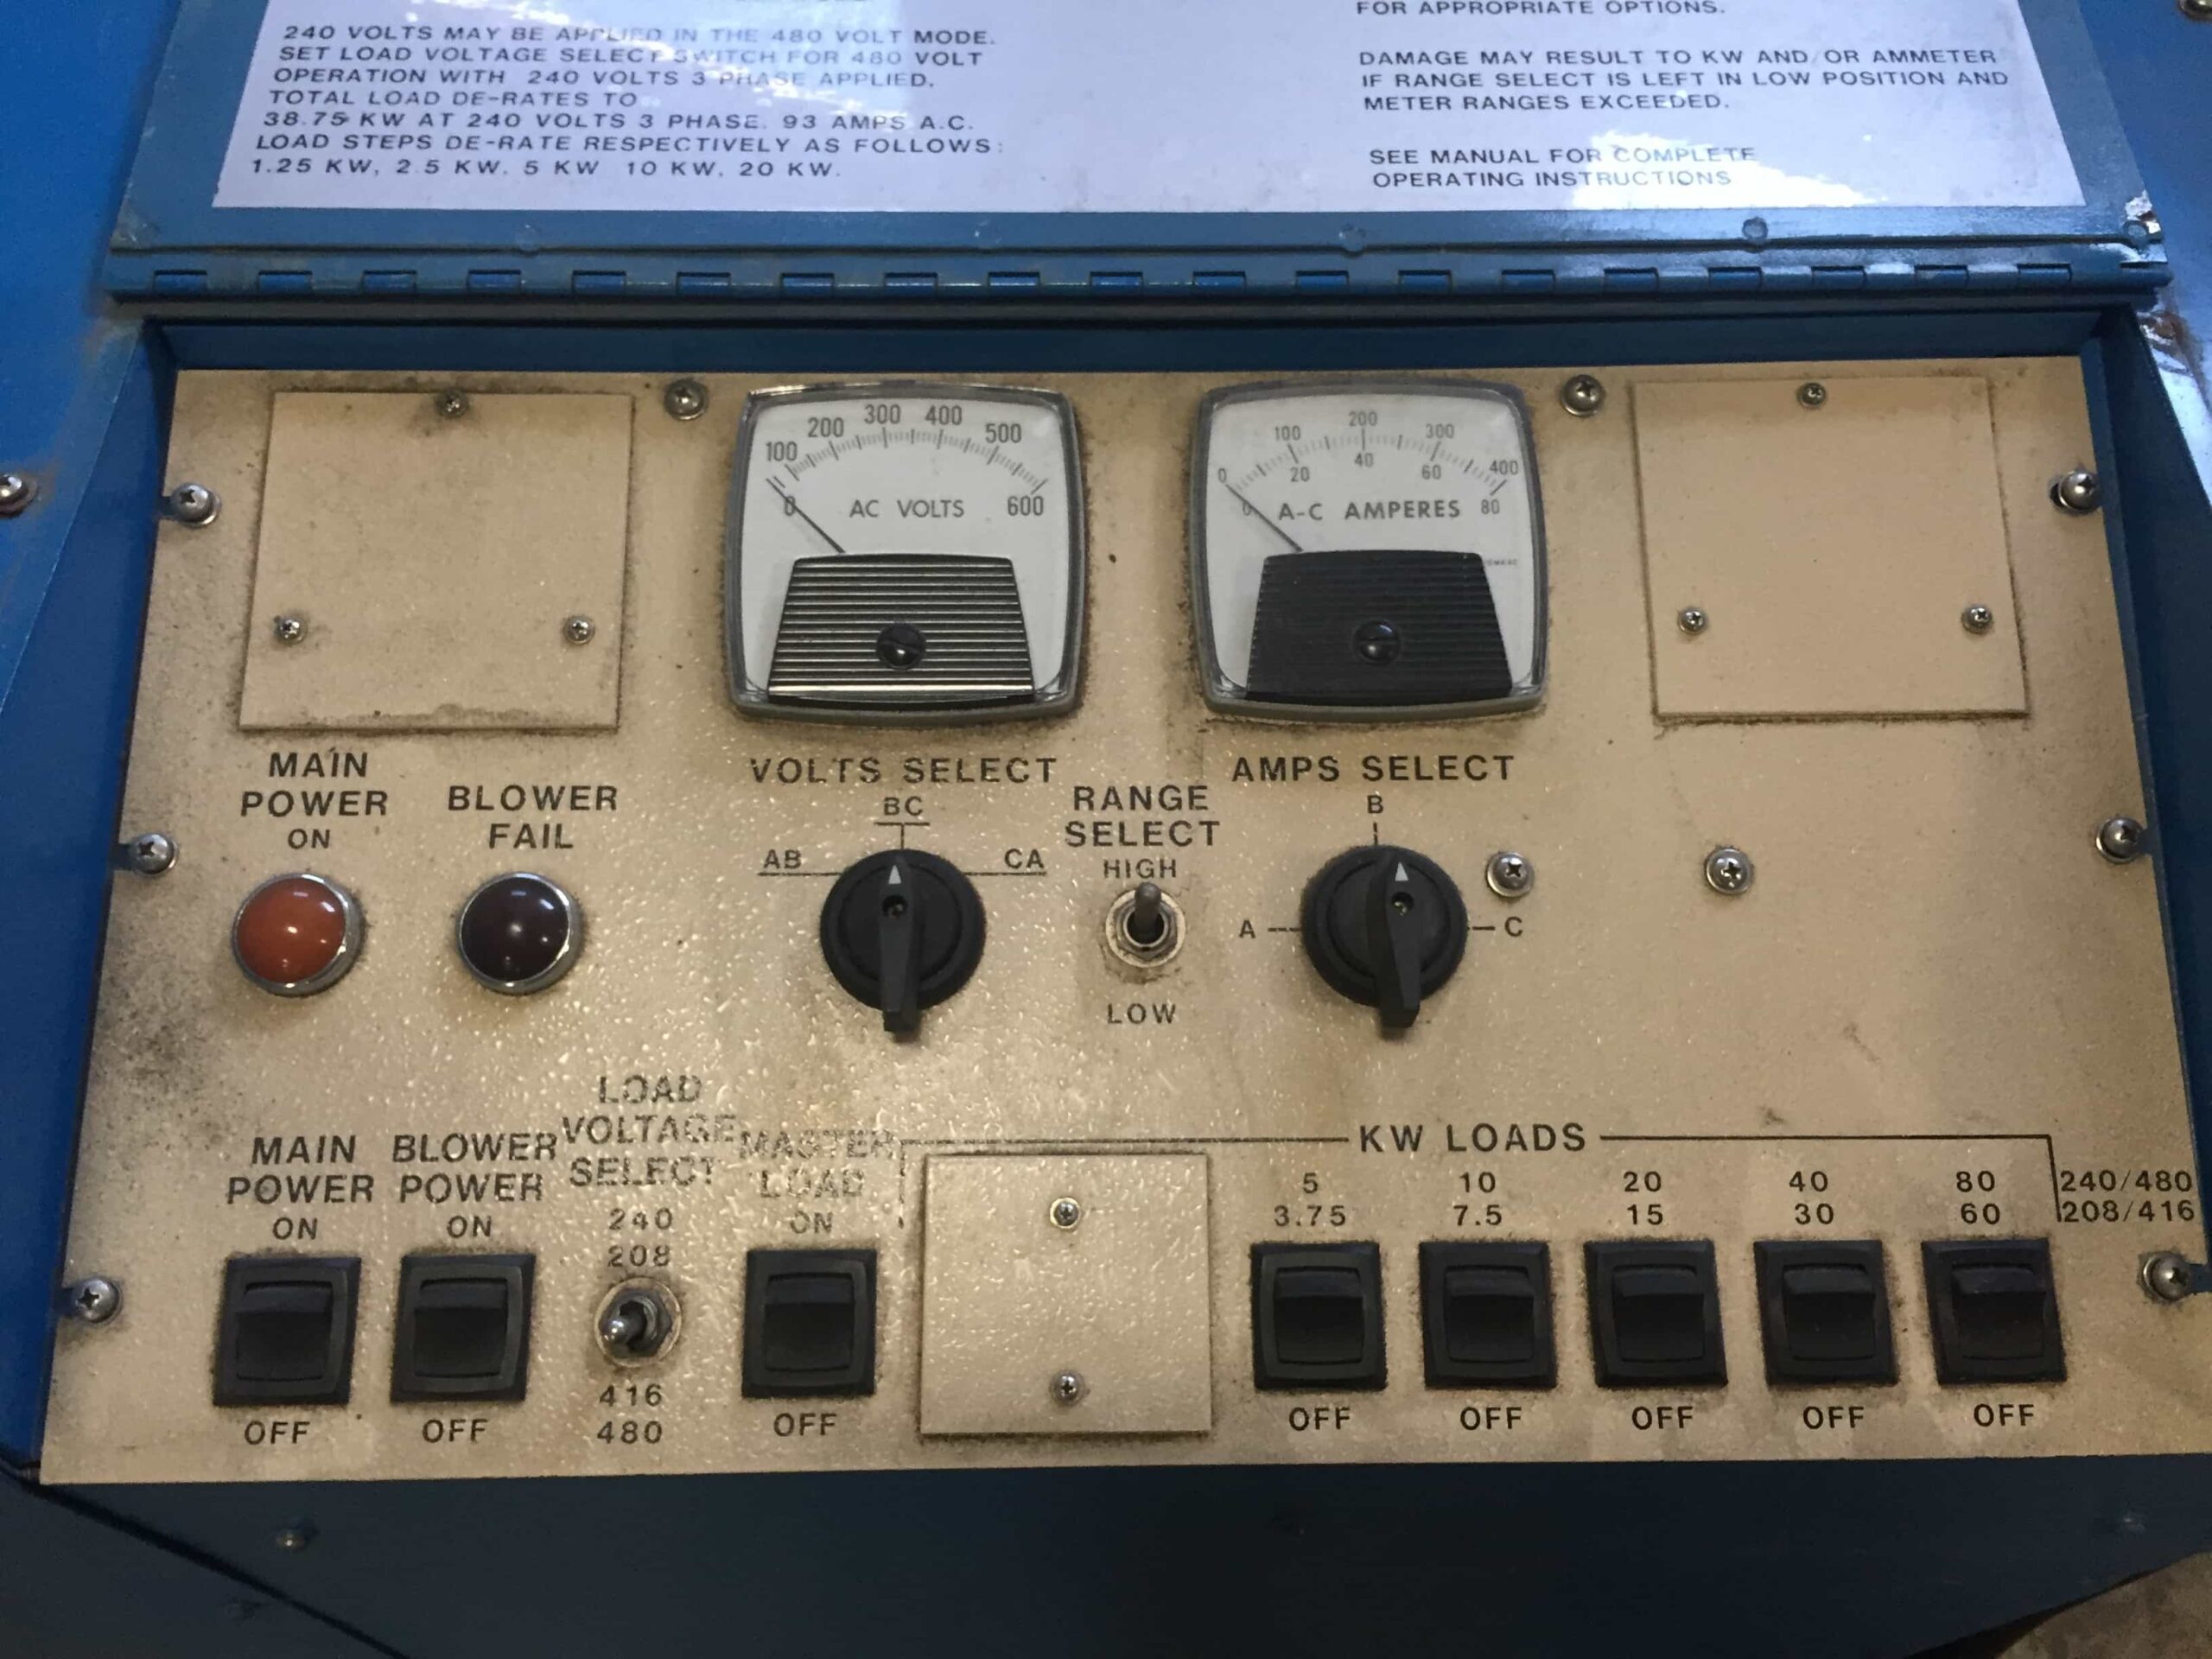 240 VOLTS MAY BE APPLIED IN THE 480 VOLT MODE.
SET LOAD VOLTAGE SELECT SWITCH FOR 480 VOLT
OPERATION WITH 240 VOLTS 3 PHASE APPLIED.
TOTAL LOAD DE-RATES TO
38.75 KW AT 240 VOLTS 3 PHASE. 93 AMPS A.C.
LOAD STEPS DE-RATE RESPECTIVELY AS FOLLOWS:
1.25 KW, 2.5 KW, 5 KW 10 KW, 20 KW.
FOR APPROPRIATE OPTIONS.
DAMAGE MAY RESULT TO KW AND/OR AMMETER
IF RANGE SELECT IS LEFT IN LOW POSITION AND
METER RANGES EXCEEDED.
SEE MANUAL FOR COMPLETE
OPERATING INSTRUCTIONS
0 100 200 300 400 500 600
AC VOLTS
0 100 200 300 400
0 20 40 60 80
A-C AMPERES
MAIN
POWER
ON
BLOWER
FAIL
VOLTS SELECT
AB BC CA
RANGE
SELECT
HIGH
LOW
AMPS SELECT
A B C
MAIN
POWER
ON
OFF
BLOWER
POWER
ON
OFF
LOAD
VOLTAGE
SELECT
240
208
416
480
MASTER
LOAD
ON
OFF
KW LOADS
5 10 20 40 80 240/480
3.75 7.5 15 30 60 208/416
OFF OFF OFF OFF OFF